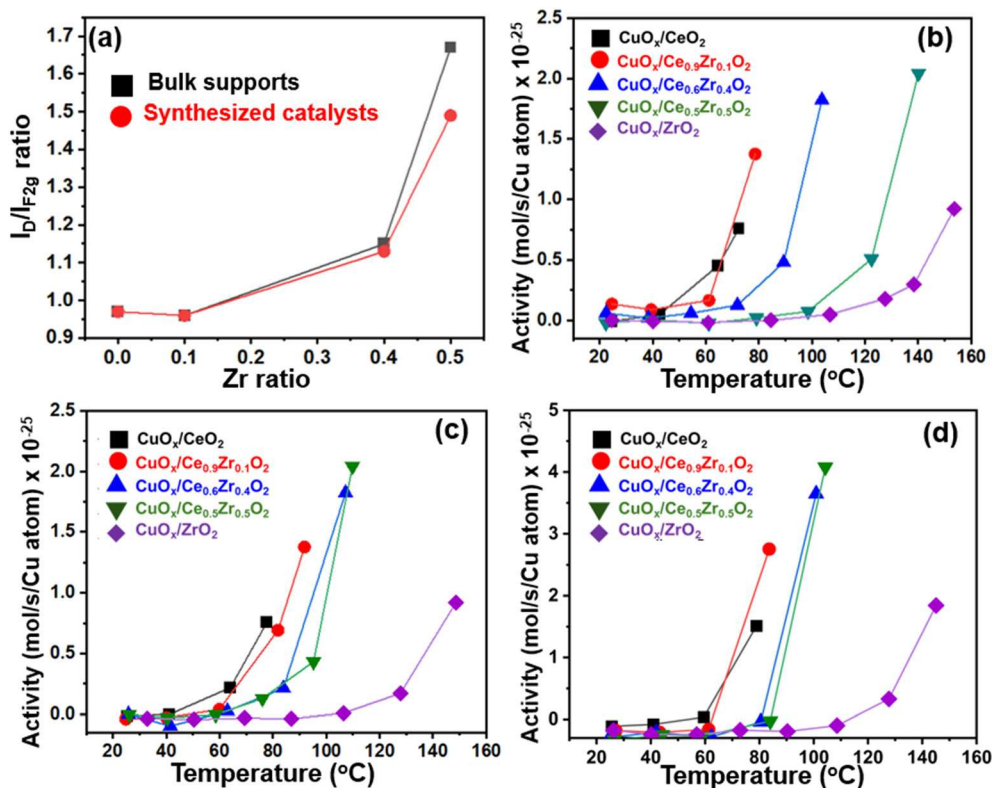 (a)
I_D/I_F2g ratio
1.7
1.6
1.5
1.4
1.3
1.2
1.1
1.0
0.9
Bulk supports
Synthesized catalysts
0.0 0.1 0.2 0.3 0.4 0.5
Zr ratio
(b)
Activity (mol/s/Cu atom) x 10⁻²⁵
2.5
2.0
1.5
1.0
0.5
0.0
CuOₓ/CeO₂
CuOₓ/Ce₀.₉Zr₀.₁O₂
CuOₓ/Ce₀.₆Zr₀.₄O₂
CuOₓ/Ce₀.₅Zr₀.₅O₂
CuOₓ/ZrO₂
20 40 60 80 100 120 140 160
Temperature (°C)
(c)
Activity (mol/s/Cu atom) x 10⁻²⁵
2.5
2.0
1.5
1.0
0.5
0.0
CuOₓ/CeO₂
CuOₓ/Ce₀.₉Zr₀.₁O₂
CuOₓ/Ce₀.₆Zr₀.₄O₂
CuOₓ/Ce₀.₅Zr₀.₅O₂
CuOₓ/ZrO₂
20 40 60 80 100 120 140 160
Temperature (°C)
(d)
Activity (mol/s/Cu atom) x 10⁻²⁵
5
4
3
2
1
0
CuOₓ/CeO₂
CuOₓ/Ce₀.₉Zr₀.₁O₂
CuOₓ/Ce₀.₆Zr₀.₄O₂
CuOₓ/Ce₀.₅Zr₀.₅O₂
CuOₓ/ZrO₂
20 40 60 80 100 120 140 160
Temperature (°C)